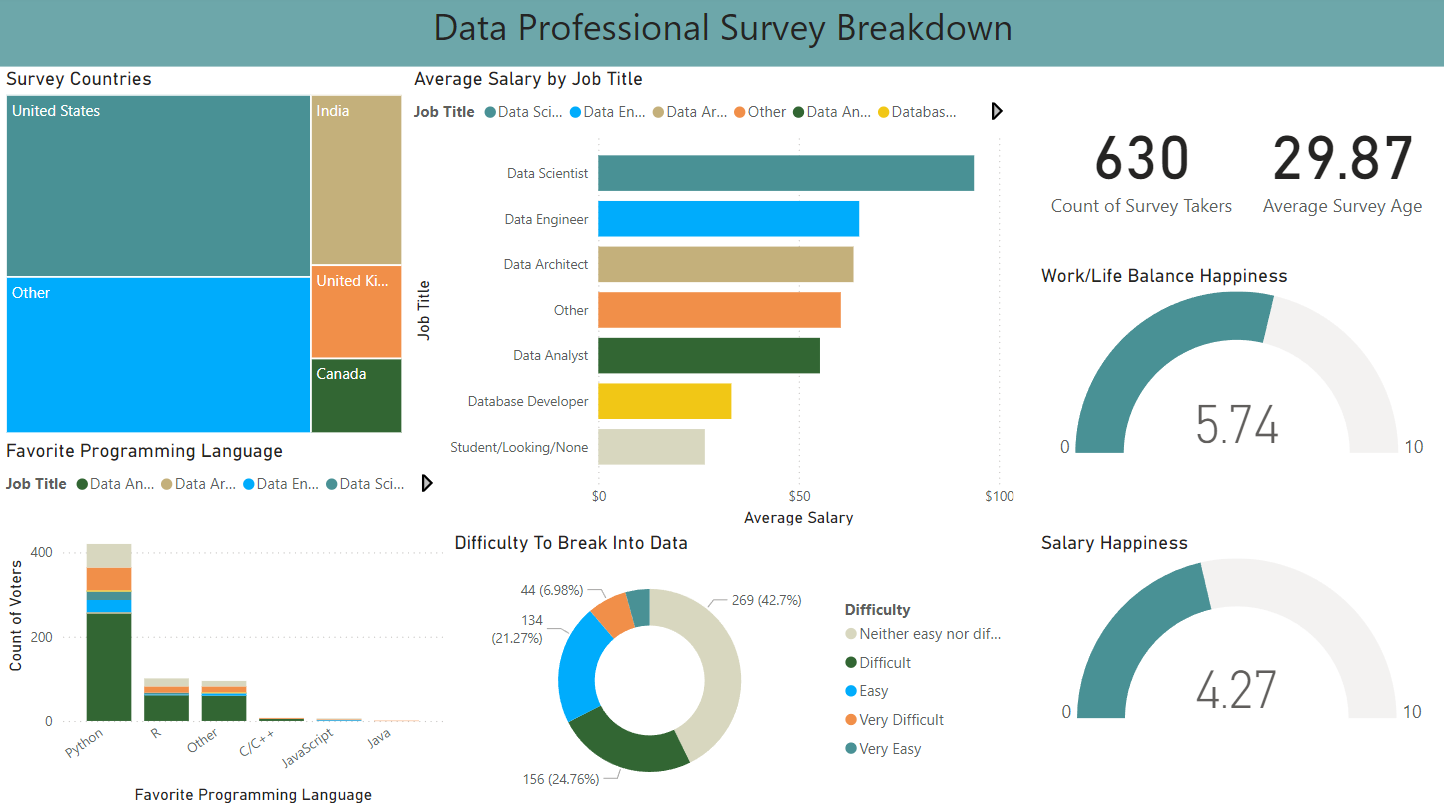 Data Professional Survey Breakdown
Survey Countries
United States
India
Other
United Ki...
Canada
Average Salary by Job Title
Job Title Data Sci... Data En... Data Ar... Other Data An... Databas...
Job Title
Data Scientist
Data Engineer
Data Architect
Other
Data Analyst
Database Developer
Student/Looking/None
$0 $50 $100
Average Salary
630
Count of Survey Takers
29.87
Average Survey Age
Work/Life Balance Happiness
5.74
0 10
Favorite Programming Language
Job Title Data An... Data Ar... Data En... Data Sci...
Count of Voters
400
200
0
Python R Other C/C++ JavaScript Java
Favorite Programming Language
Difficulty To Break Into Data
44 (6.98%)
269 (42.7%)
134
(21.27%)
156 (24.76%)
Difficulty
Neither easy nor dif...
Difficult
Easy
Very Difficult
Very Easy
Salary Happiness
4.27
0 10